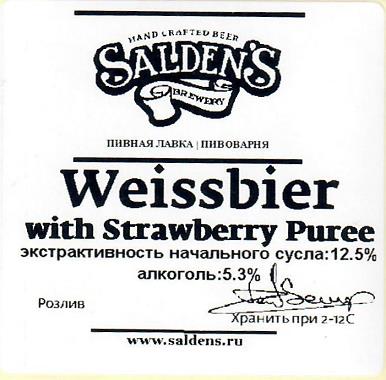 HAND CRAFTED BEER
SALDEN'S
BREWERY
ПИВНАЯ ЛАВКА | ПИВОВАРНЯ
Weissbier
with Strawberry Puree
экстрактивность начального сусла:12.5%
алкоголь:5.3%
Розлив
Хранить при 2-12С
www.saldens.ru